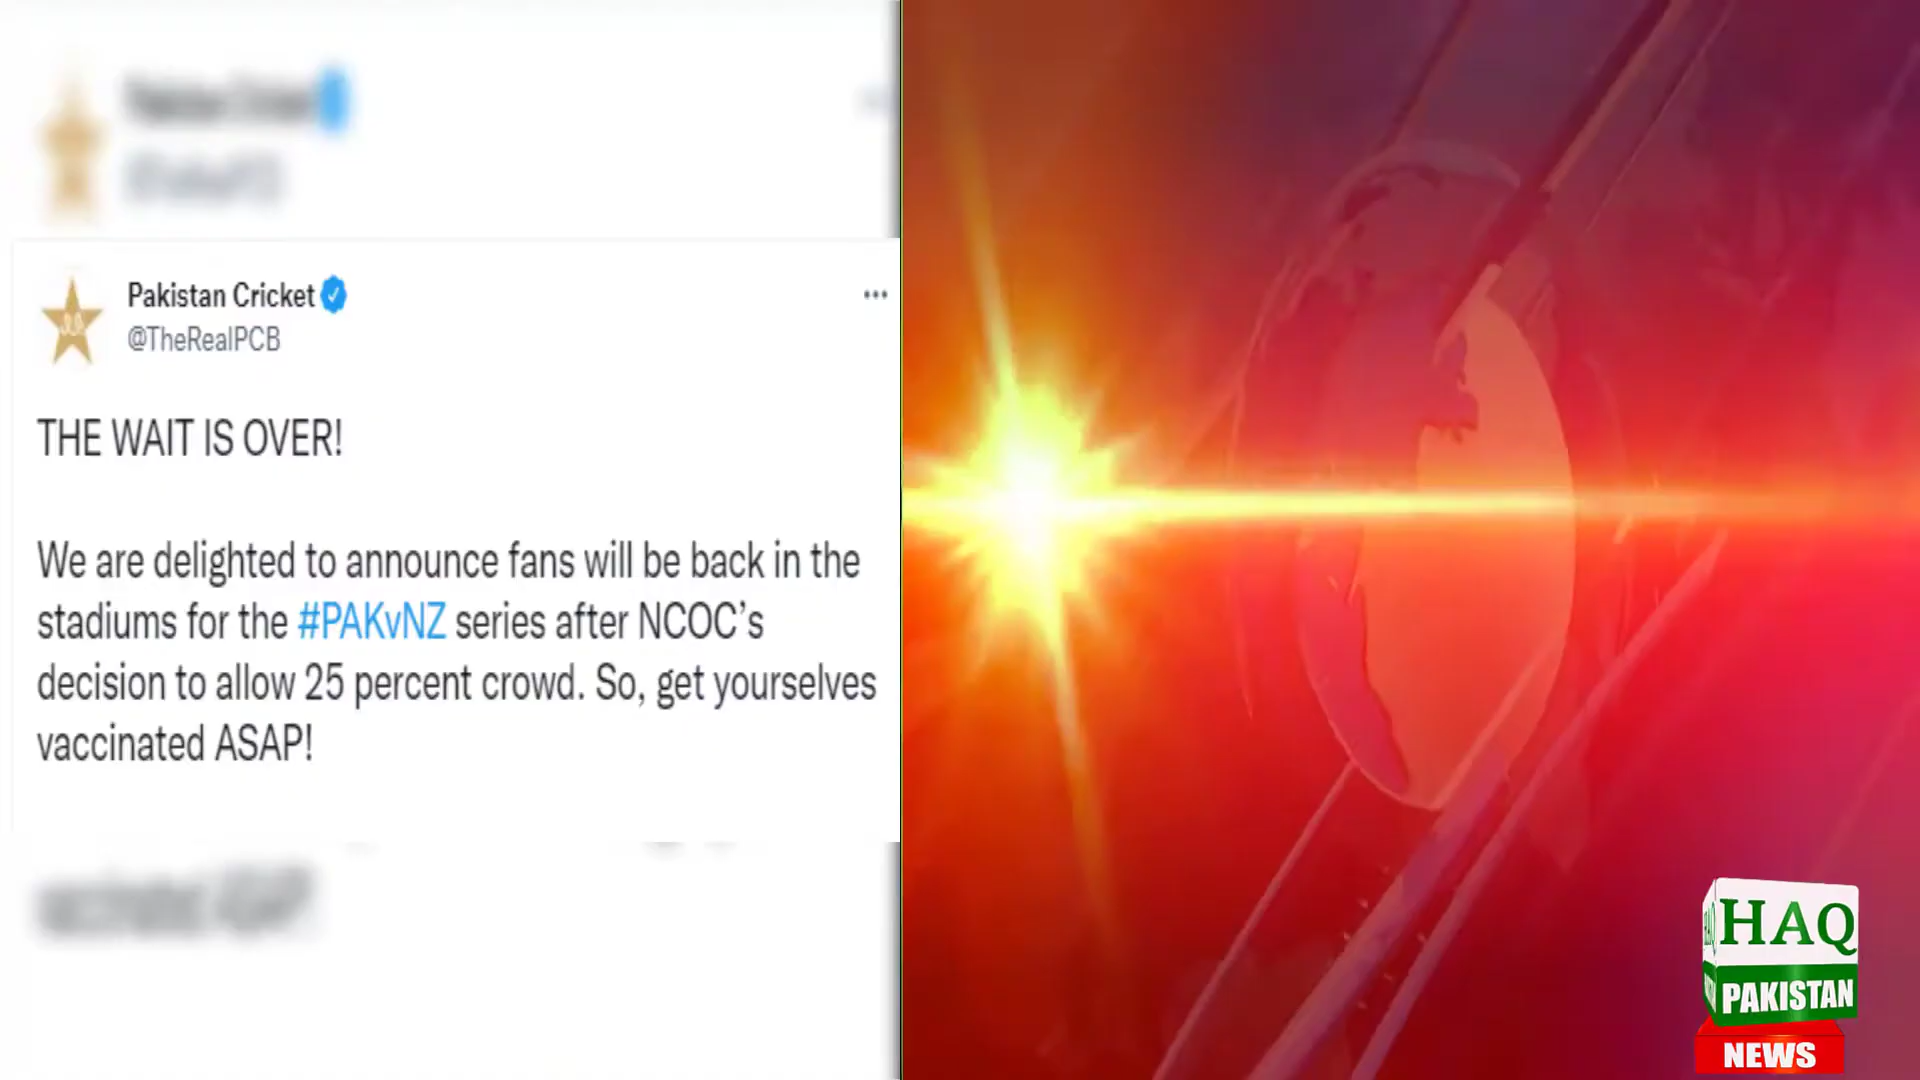 Pakistan Cricket
@TheRealPCB
THE WAIT IS OVER!
We are delighted to announce fans will be back in the
stadiums for the #PAKvNZ series after NCOC’s
decision to allow 25 percent crowd. So, get yourselves
vaccinated ASAP!
HAQ
PAKISTAN
NEWS